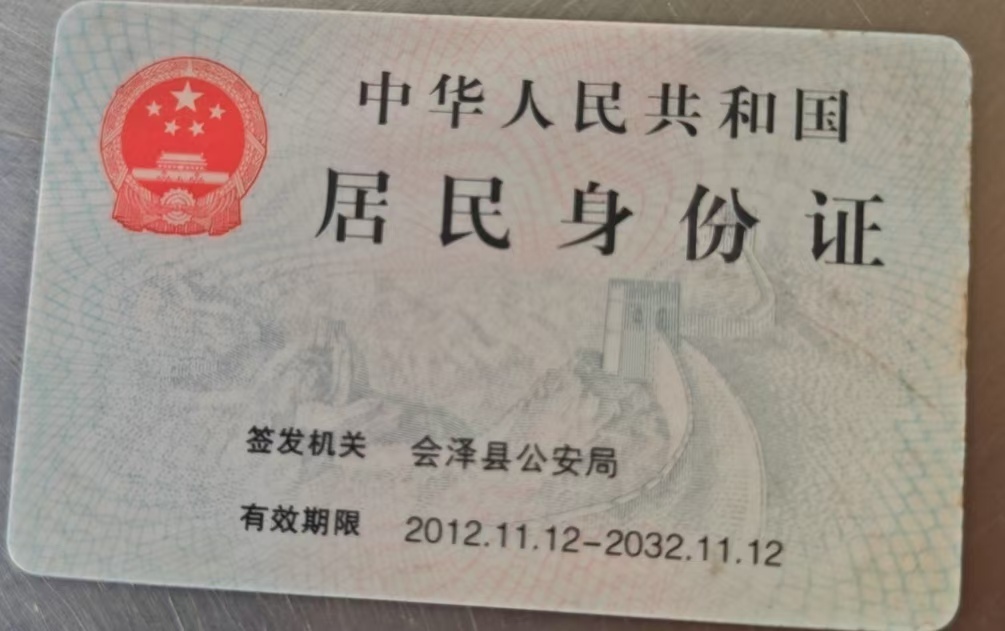 中华人民共和国
居民身份证
签发机关 会泽县公安局
有效期限 2012.11.12-2032.11.12